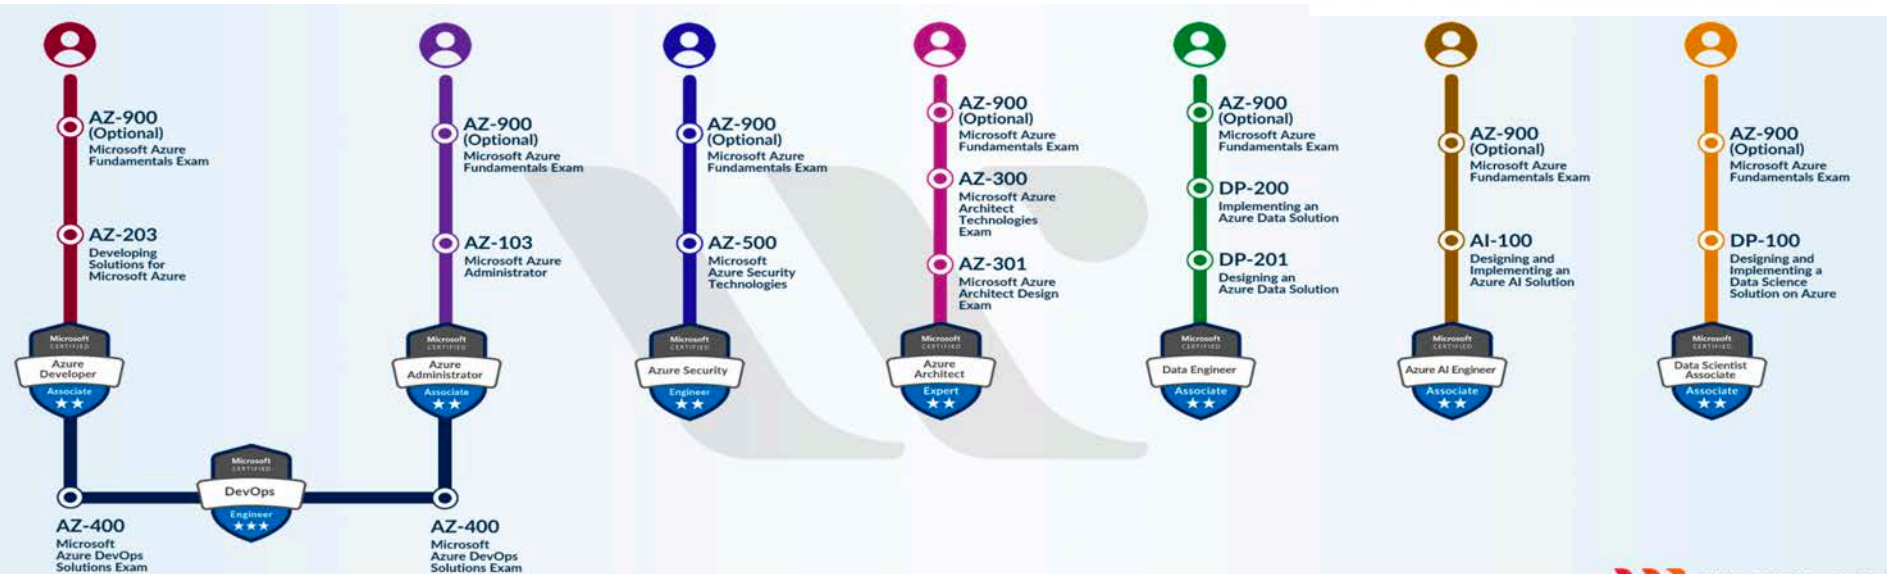 AZ-900
(Optional)
Microsoft Azure
Fundamentals Exam
AZ-203
Developing
Solutions for
Microsoft Azure
Microsoft
CERTIFIED
Azure
Developer
Associate
AZ-400
Microsoft
Azure DevOps
Solutions Exam
Microsoft
CERTIFIED
DevOps
Engineer
AZ-900
(Optional)
Microsoft Azure
Fundamentals Exam
AZ-103
Microsoft Azure
Administrator
Microsoft
CERTIFIED
Azure
Administrator
Associate
AZ-400
Microsoft
Azure DevOps
Solutions Exam
AZ-900
(Optional)
Microsoft Azure
Fundamentals Exam
AZ-500
Microsoft
Azure Security
Technologies
Microsoft
CERTIFIED
Azure Security
Engineer
AZ-900
(Optional)
Microsoft Azure
Fundamentals Exam
AZ-300
Microsoft Azure
Architect
Technologies
Exam
AZ-301
Microsoft Azure
Architect Design
Exam
Microsoft
CERTIFIED
Azure
Architect
Expert
AZ-900
(Optional)
Microsoft Azure
Fundamentals Exam
DP-200
Implementing an
Azure Data Solution
DP-201
Designing an
Azure Data Solution
Microsoft
CERTIFIED
Data Engineer
Associate
AZ-900
(Optional)
Microsoft Azure
Fundamentals Exam
AI-100
Designing and
Implementing an
Azure AI Solution
Microsoft
CERTIFIED
Azure AI Engineer
Associate
AZ-900
(Optional)
Microsoft Azure
Fundamentals Exam
DP-100
Designing and
Implementing a
Data Science
Solution on Azure
Microsoft
CERTIFIED
Data Scientist
Associate
Associate